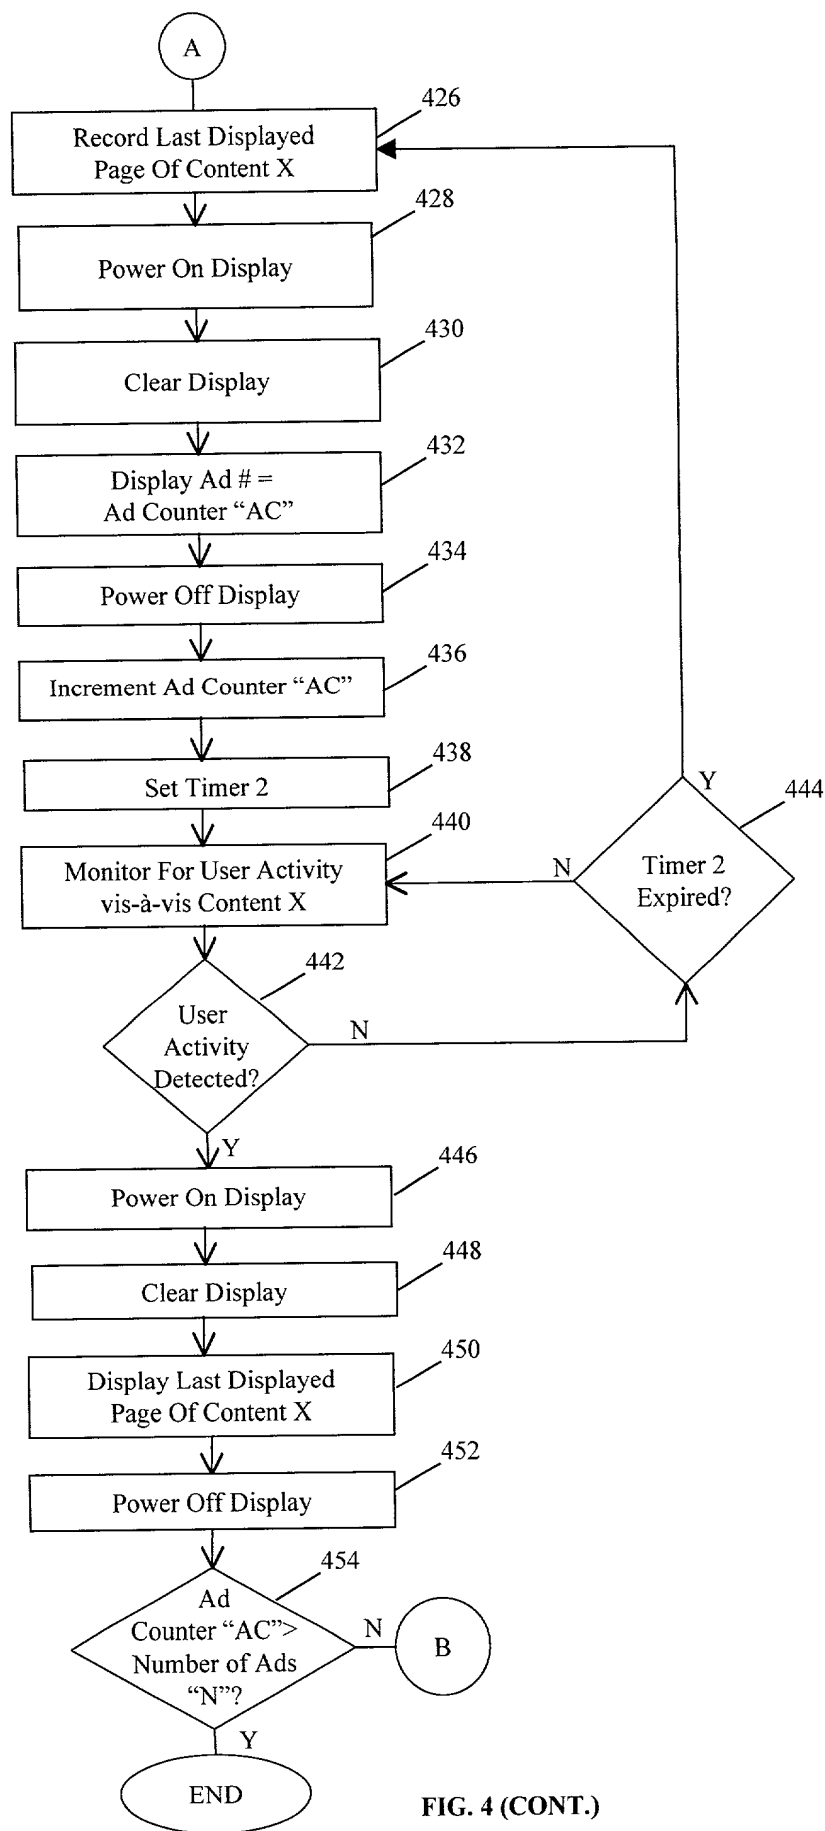 A
426
Record Last Displayed
Page Of Content X
428
Power On Display
430
Clear Display
432
Display Ad # =
Ad Counter “AC”
434
Power Off Display
436
Increment Ad Counter “AC”
438
Set Timer 2
Y
444
440
Monitor For User Activity
vis-à-vis Content X
N
Timer 2
Expired?
442
User
Activity
Detected?
N
Y
446
Power On Display
448
Clear Display
450
Display Last Displayed
Page Of Content X
452
Power Off Display
454
Ad
Counter “AC”>
Number of Ads
“N”?
N
B
Y
END
FIG. 4 (CONT.)